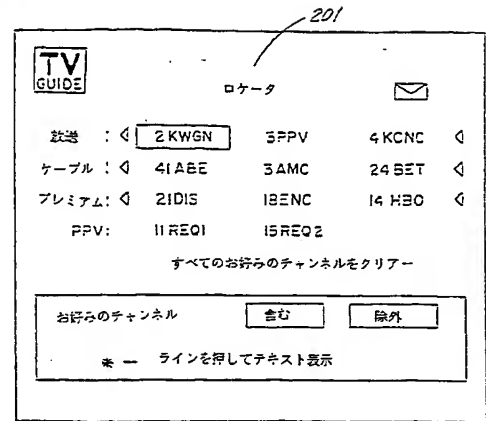 201
TV
GUIDE
ロケータ
放送 : 2 KWGN 3PPV 4 KCNC
ケーブル : 41 A&E 3 AMC 24 BET
プレミアム: 21DIS 18ENC 14 HBO
PPV: 11 REQ1 15 REQ2
すべてのお好みのチャンネルをクリアー
お好みのチャンネル 含む 除外
* — ラインを押してテキスト表示